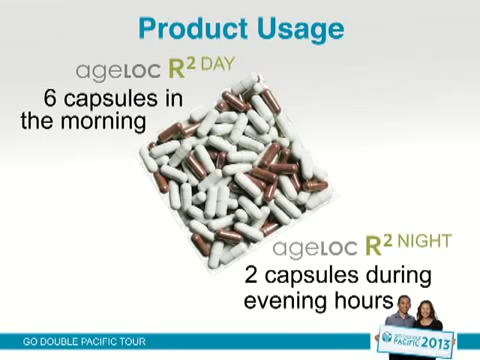 Product Usage
ageLOC R² DAY
6 capsules in
the morning
ageLOC R² NIGHT
2 capsules during
evening hours
GO DOUBLE PACIFIC TOUR
PACIFIC 2013